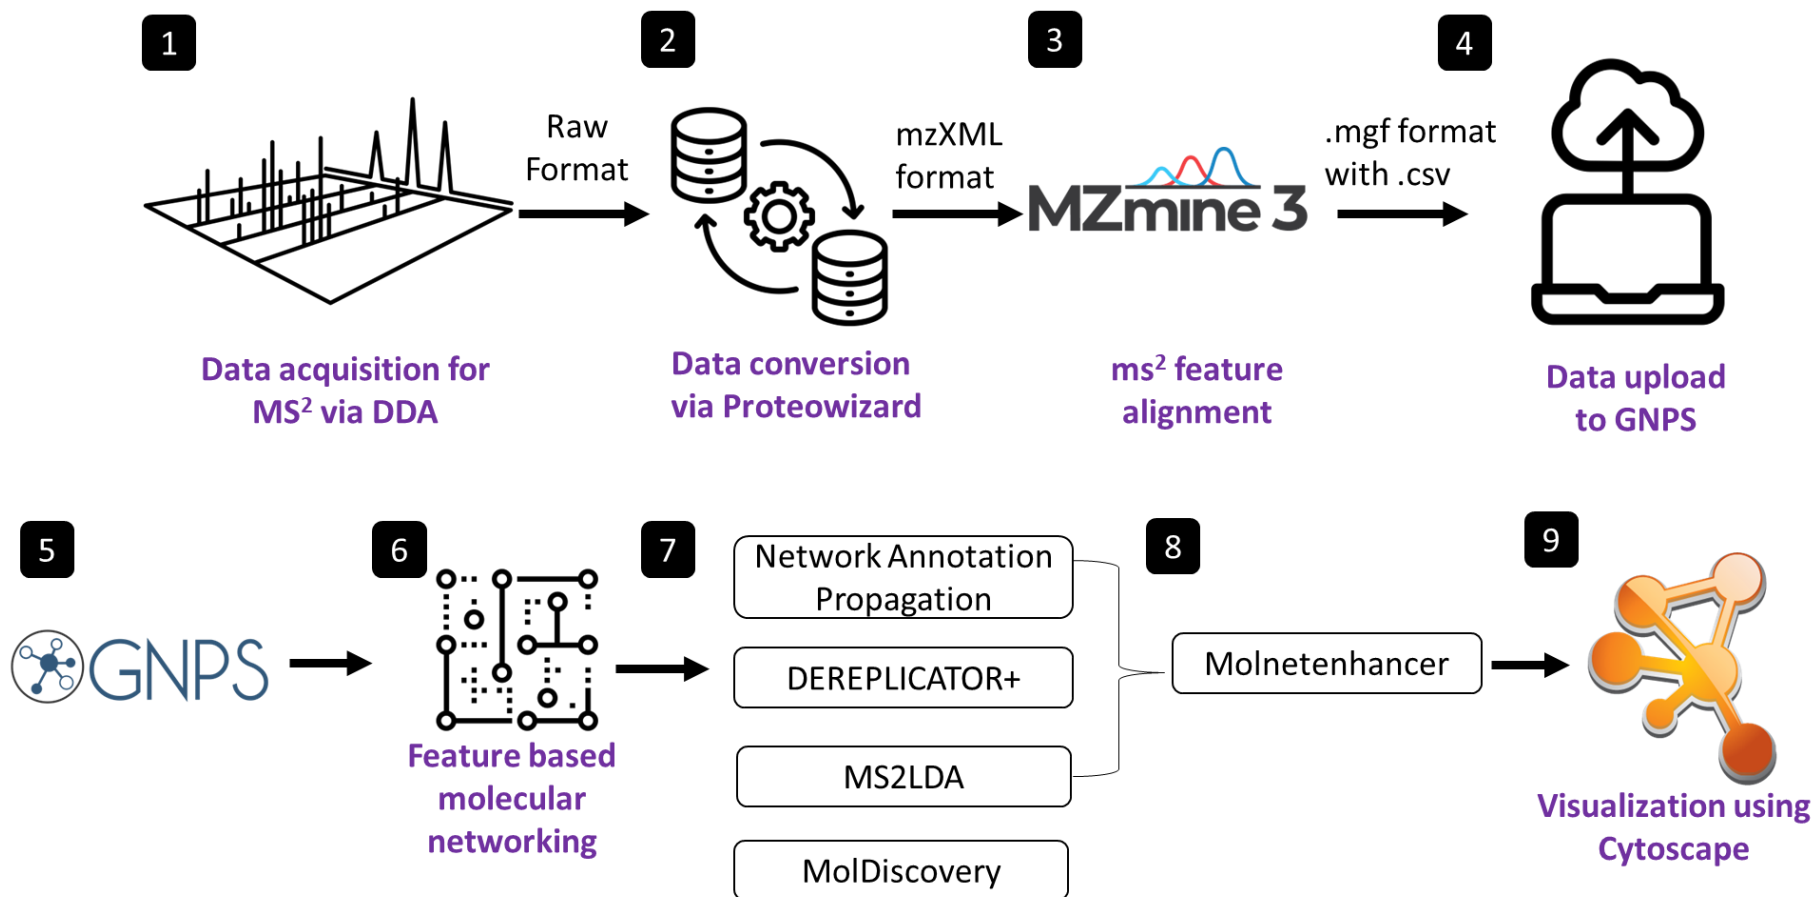 1
2
3
4
Raw
Format
mzXML
format
MZmine 3
.mgf format
with .csv
Data acquisition for
MS² via DDA
Data conversion
via Proteowizard
ms² feature
alignment
Data upload
to GNPS
5
6
7
8
9
GNPS
Feature based
molecular
networking
Network Annotation
Propagation
DEREPLICATOR+
MS2LDA
MolDiscovery
Molnetenhancer
Visualization using
Cytoscape